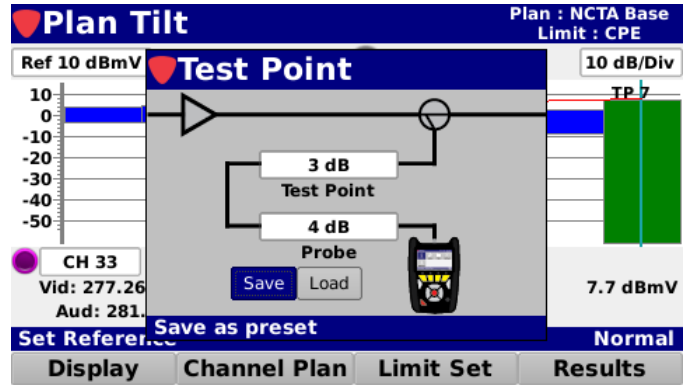 Plan Tilt
Plan : NCTA Base
Limit : CPE
Ref 10 dBmV
10 dB/Div
Test Point
TP 7
10
0
-10
-20
-30
-40
-50
3 dB
Test Point
4 dB
Probe
Save
Load
Save as preset
CH 33
Vid: 277.26
Aud: 281.
7.7 dBmV
Set Reference
Normal
Display
Channel Plan
Limit Set
Results